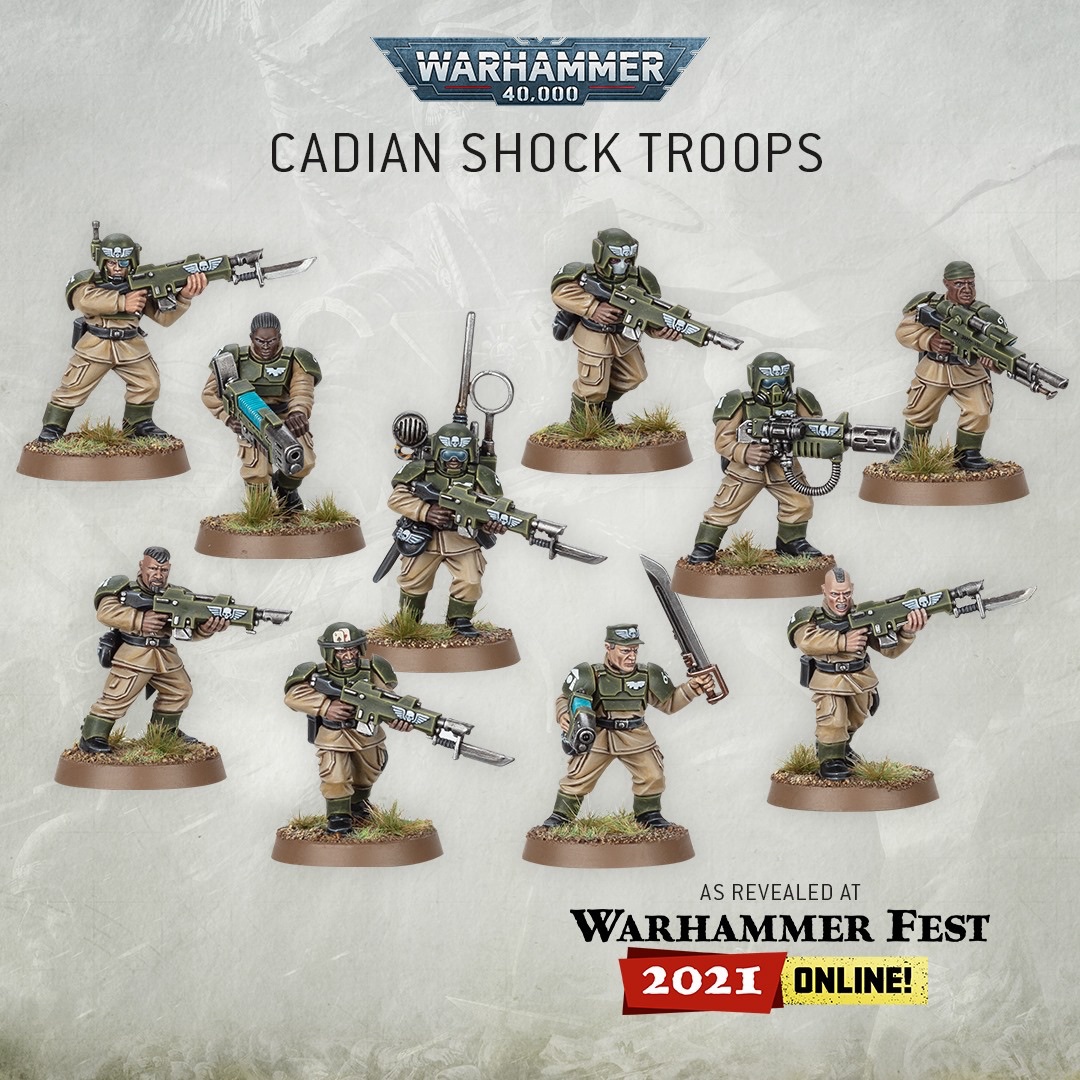 WARHAMMER
40,000
CADIAN SHOCK TROOPS
AS REVEALED AT
WARHAMMER FEST
2021 ONLINE!